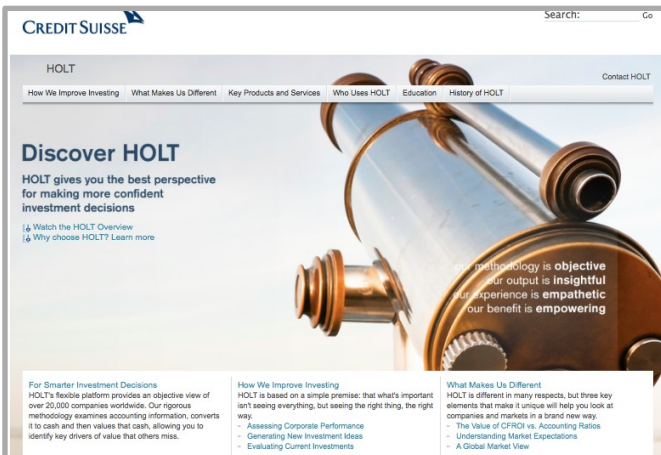 CREDIT SUISSE
Search:
Go
HOLT
Contact HOLT
How We Improve Investing
What Makes Us Different
Key Products and Services
Who Uses HOLT
Education
History of HOLT
Discover HOLT
HOLT gives you the best perspective
for making more confident
investment decisions
Watch the HOLT Overview
Why choose HOLT? Learn more
our methodology is objective
our output is insightful
our experience is empathetic
our benefit is empowering
For Smarter Investment Decisions
HOLT's flexible platform provides an objective view of
over 20,000 companies worldwide. Our rigorous
methodology examines accounting information, converts
it to cash and then values that cash, allowing you to
identify key drivers of value that others miss.
How We Improve Investing
HOLT is based on a simple premise: that what's important
isn't seeing everything, but seeing the right thing, the right
way.
- Assessing Corporate Performance
- Generating New Investment Ideas
- Evaluating Current Investments
What Makes Us Different
HOLT is different in many respects, but three key
elements that make it unique will help you look at
companies and markets in a brand new way.
- The Value of CFROI vs. Accounting Ratios
- Understanding Market Expectations
- A Global Market View